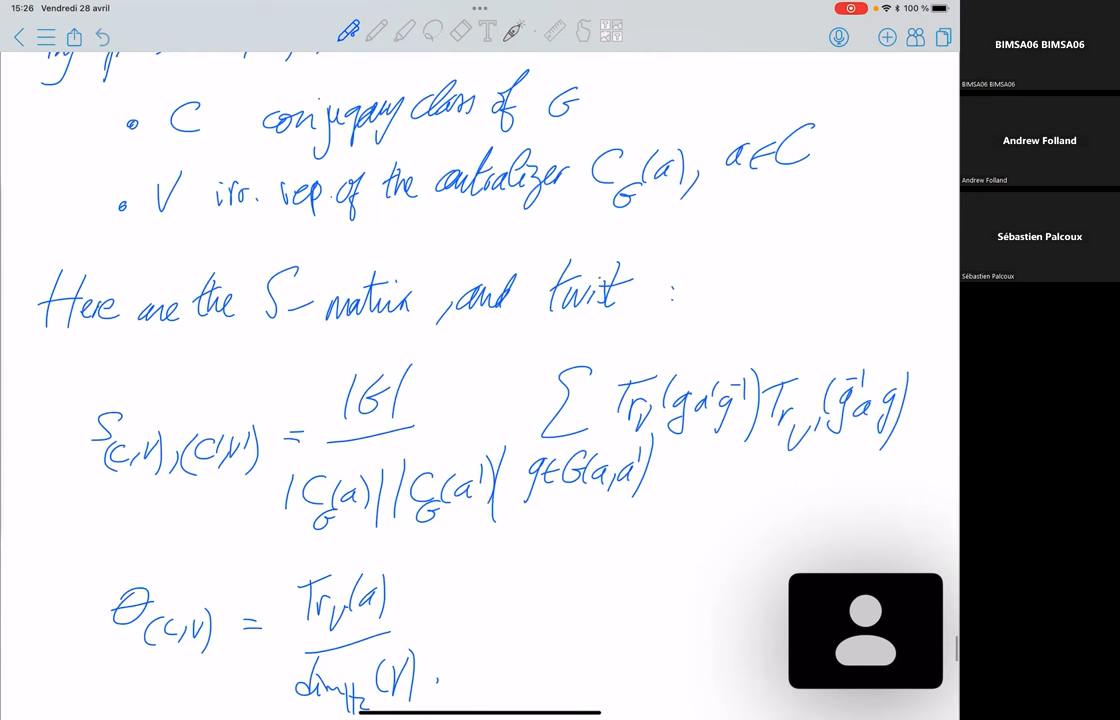 15:26 Vendredi 28 avril
100 %
• C conjugacy class of G
• V irr. rep. of the centralizer C_G(a), a∈C
Here are the S-matrix, and twist :
S_(C,V),(C',V') = |G| / |C_G(a)||C_G(a')| ∑_{g∈G(a,a')} Tr_V(ga'g⁻¹)Tr_V'(g⁻¹a g)
θ_(C,V) = Tr_V(a) / dim (V).
BIMSA06 BIMSA06
BIMSA06 BIMSA06
Andrew Folland
Andrew Folland
Sébastien Palcoux
Sébastien Palcoux